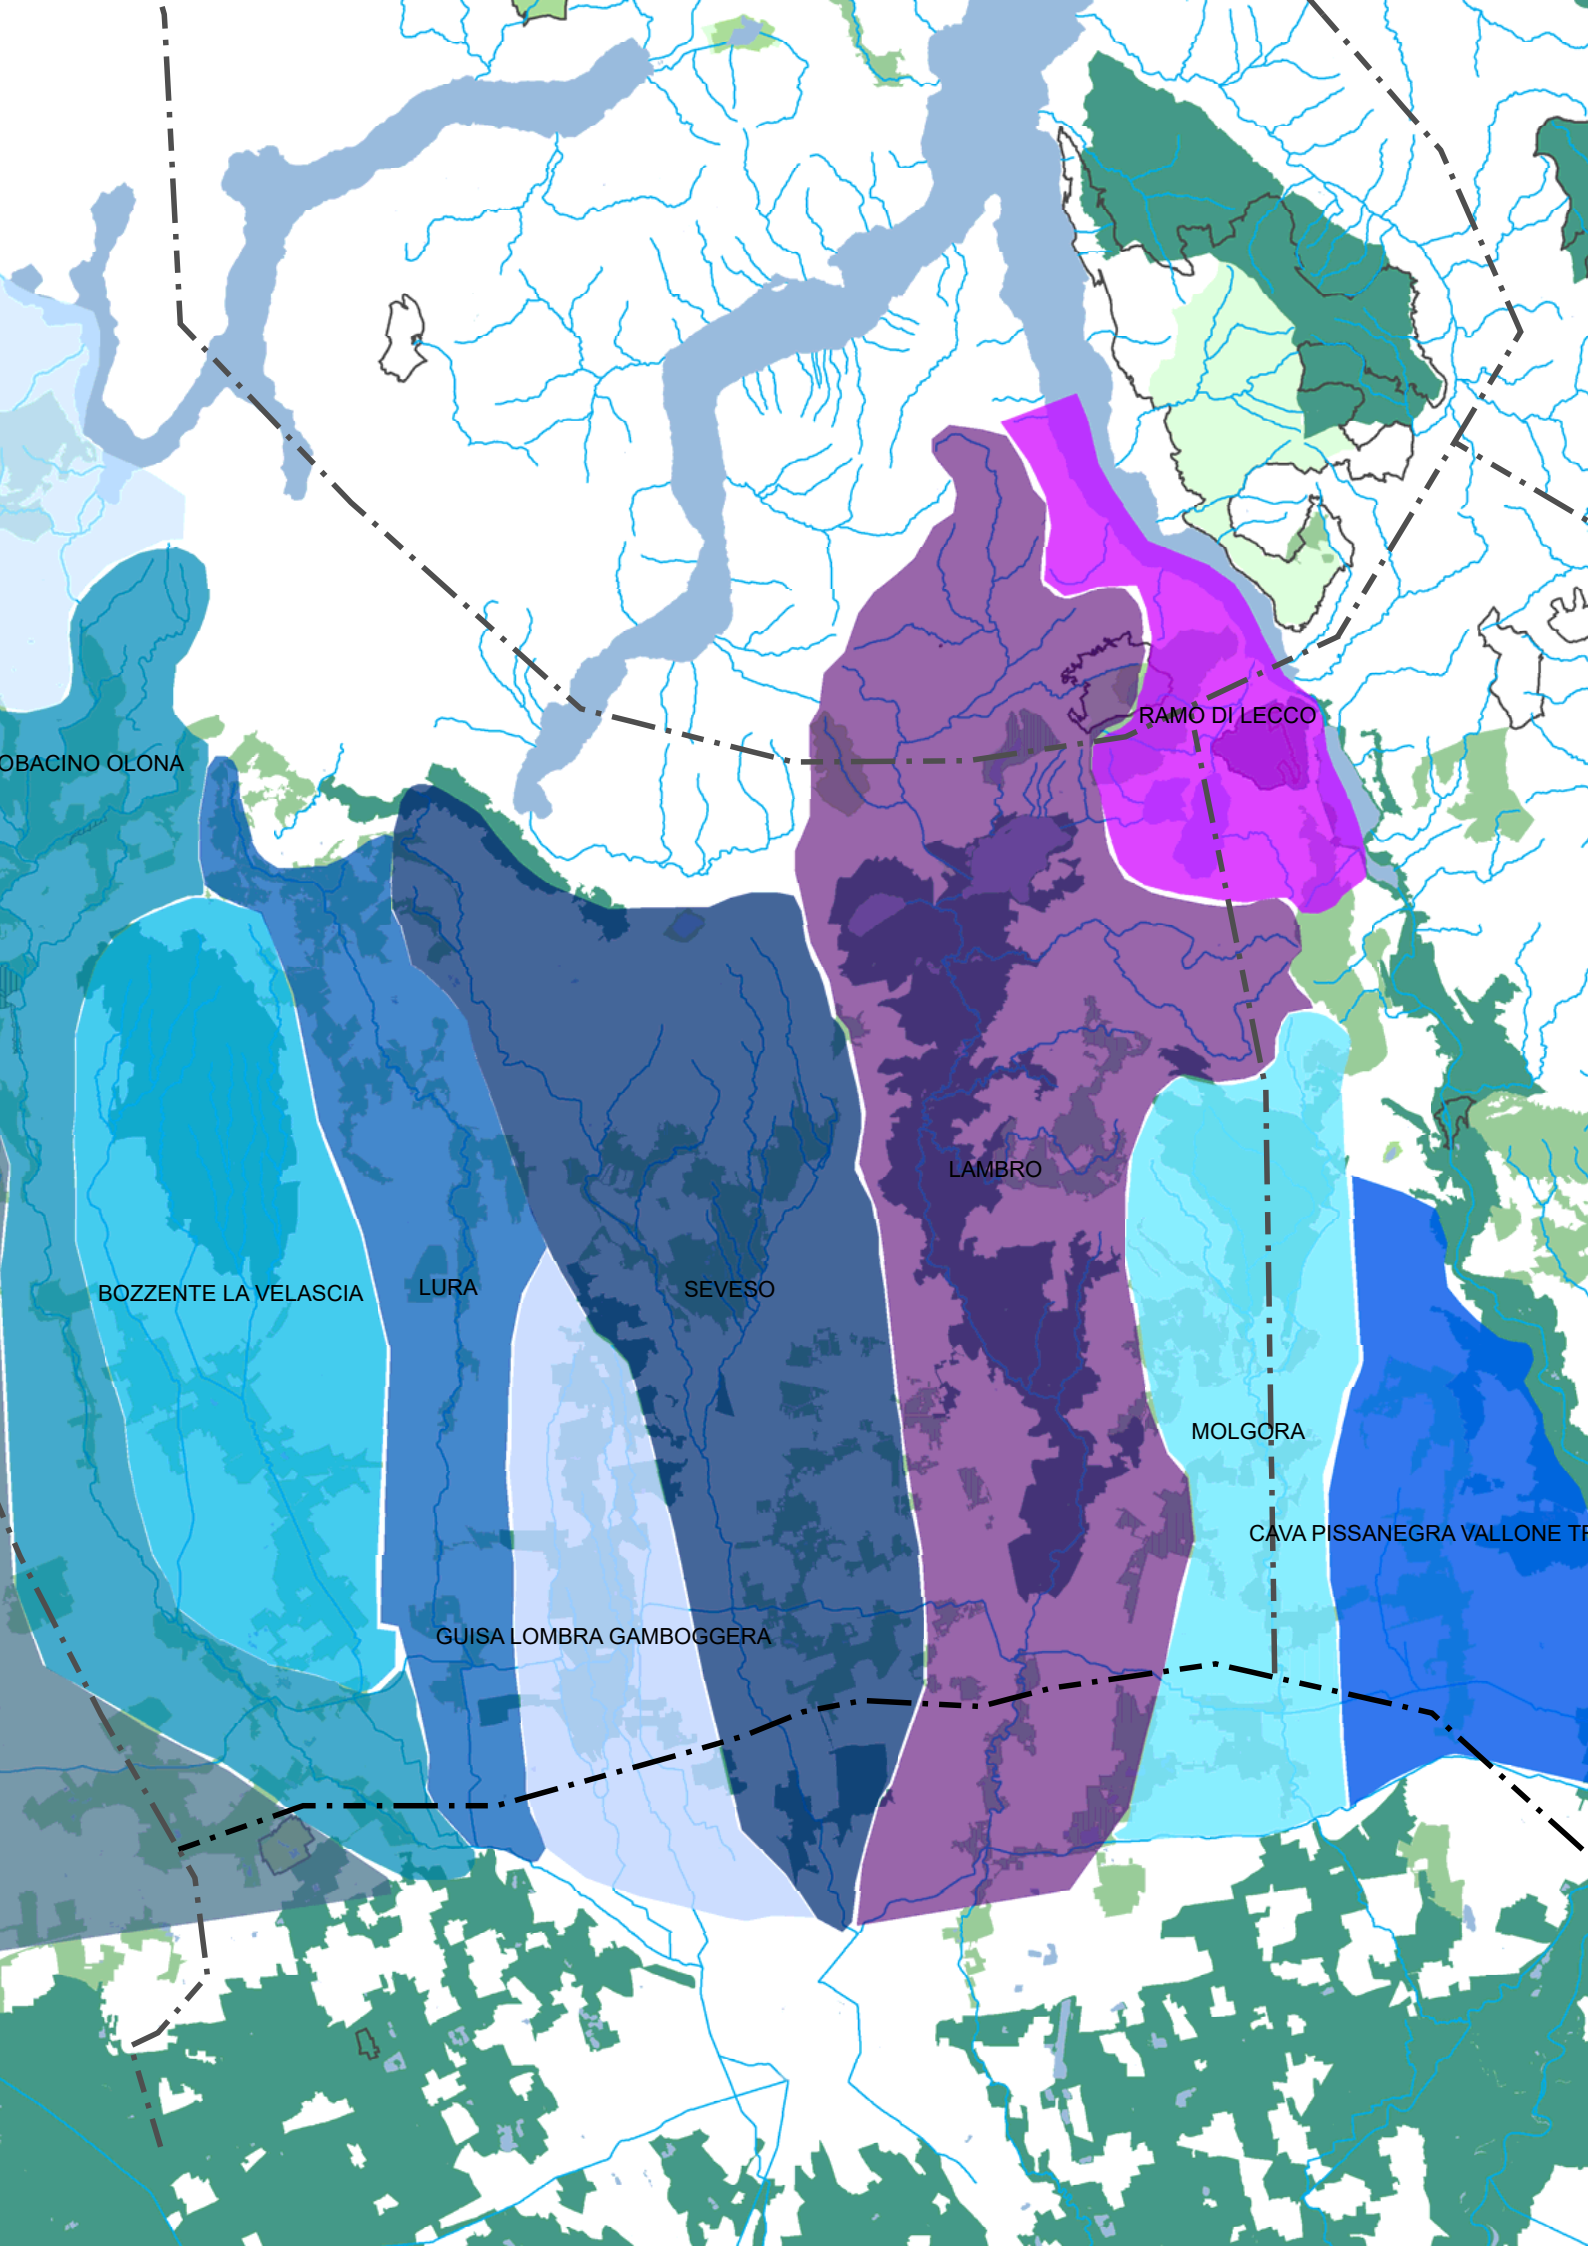 RAMO DI LECCO
OBACINO OLONA
LAMBRO
BOZZENTE LA VELASCIA
LURA
SEVESO
MOLGORA
CAVA PISSANEGRA VALLONE TR
GUISA LOMBRA GAMBOGGERA